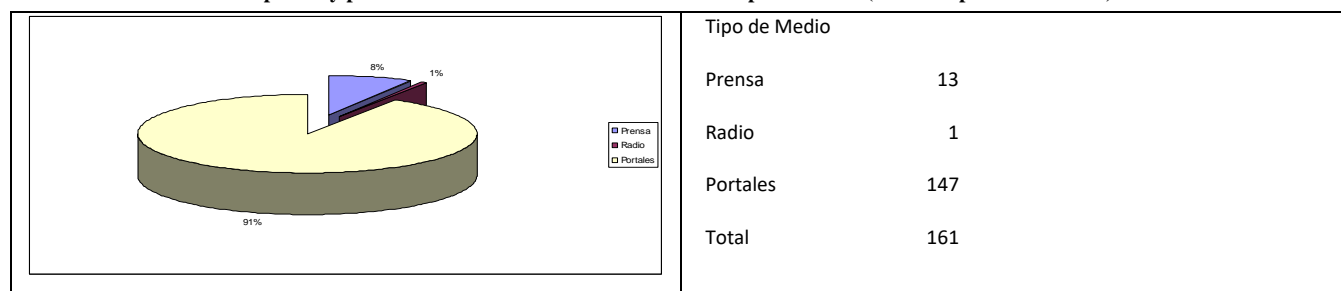 8%
1%
91%
Prensa
Radio
Portales
Tipo de Medio
Prensa 13
Radio 1
Portales 147
Total 161